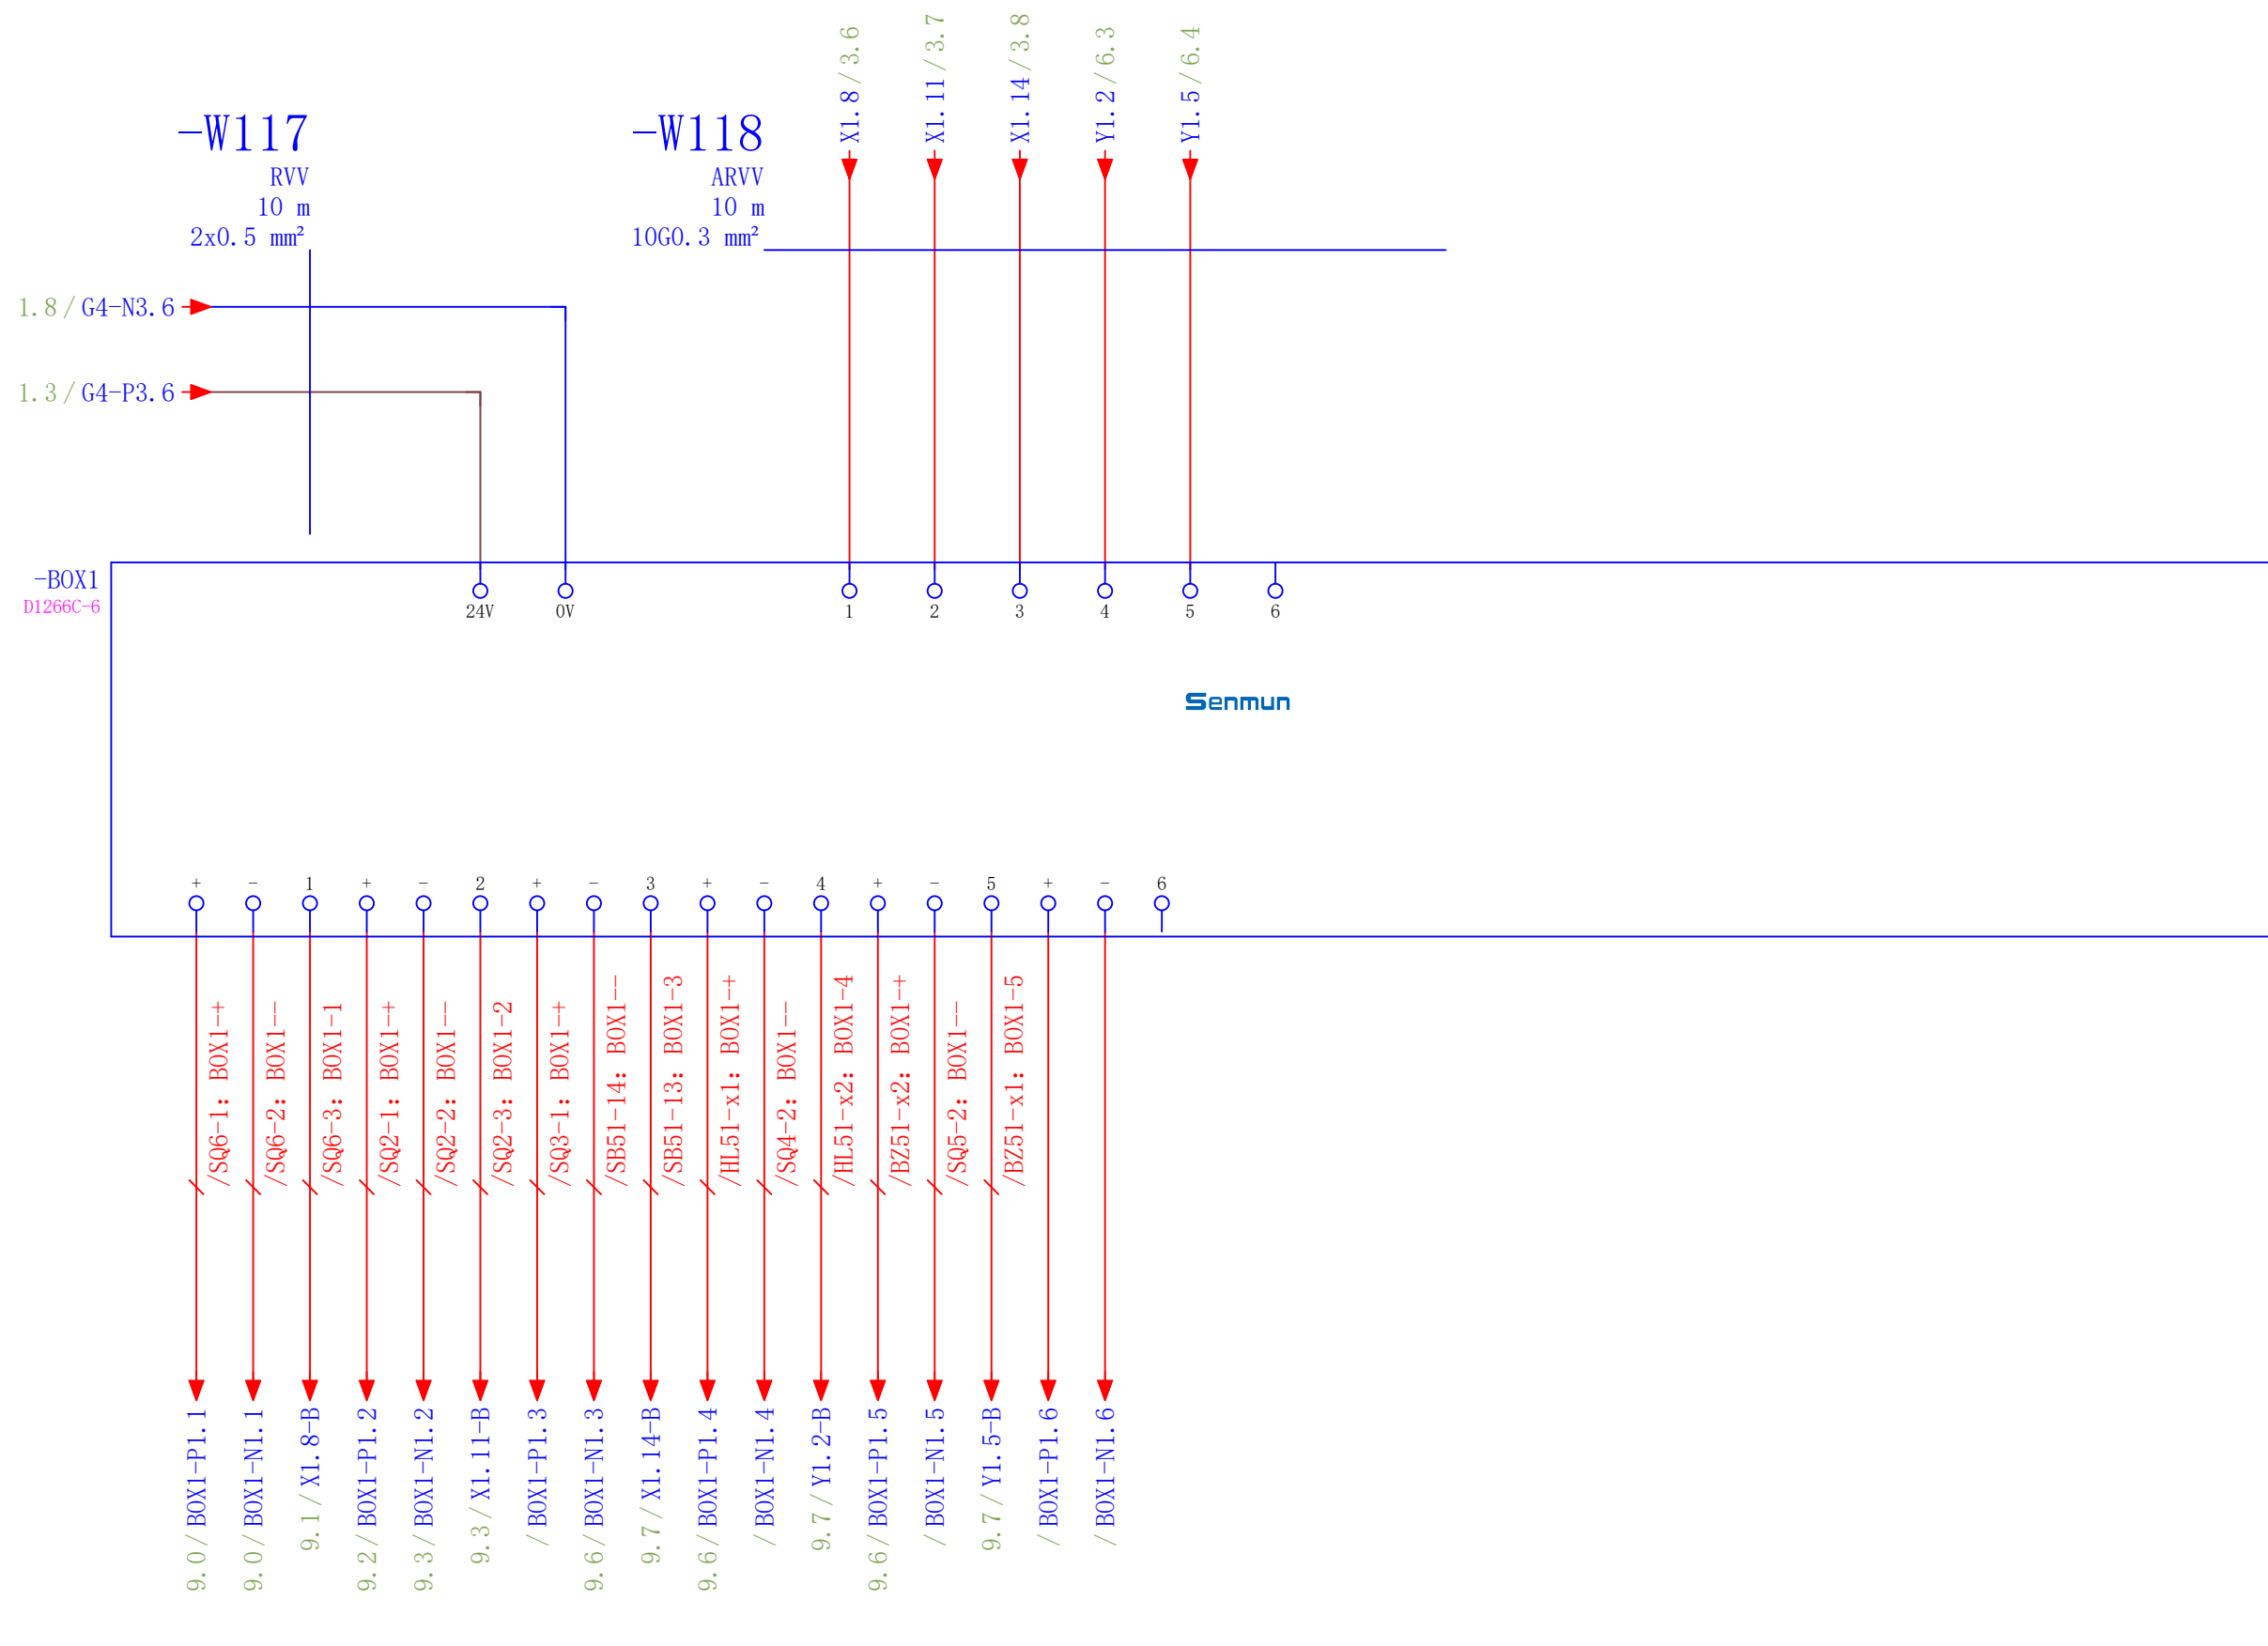 X1.8/3.6
X1.11/3.7
X1.14/3.8
Y1.2/6.3
Y1.5/6.4
-W117
RVV
10 m
2x0.5 mm²
-W118
ARVV
10 m
10G0.3 mm²
1.8/G4-N3.6
1.3/G4-P3.6
-BOX1
D1266C-6
24V
0V
1
2
3
4
5
6
Senmun
+
-
1
+
-
2
+
-
3
+
-
4
+
-
5
+
-
6
/SQ6-1: BOX1-+
/SQ6-2: BOX1--
/SQ6-3: BOX1-1
/SQ2-1: BOX1-+
/SQ2-2: BOX1--
/SQ2-3: BOX1-2
/SQ3-1: BOX1-+
/SB51-14: BOX1--
/SB51-13: BOX1-3
/HL51-x1: BOX1-+
/SQ4-2: BOX1--
/HL51-x2: BOX1-4
/BZ51-x2: BOX1-+
/SQ5-2: BOX1--
/BZ51-x1: BOX1-5
9.0/BOX1-P1.1
9.0/BOX1-N1.1
9.1/X1.8-B
9.2/BOX1-P1.2
9.3/BOX1-N1.2
9.3/X1.11-B
/BOX1-P1.3
9.6/BOX1-N1.3
9.7/X1.14-B
9.6/BOX1-P1.4
/BOX1-N1.4
9.7/Y1.2-B
9.6/BOX1-P1.5
/BOX1-N1.5
9.7/Y1.5-B
/BOX1-P1.6
/BOX1-N1.6